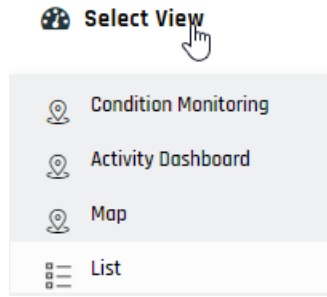 Select View
Condition Monitoring
Activity Dashboard
Map
List